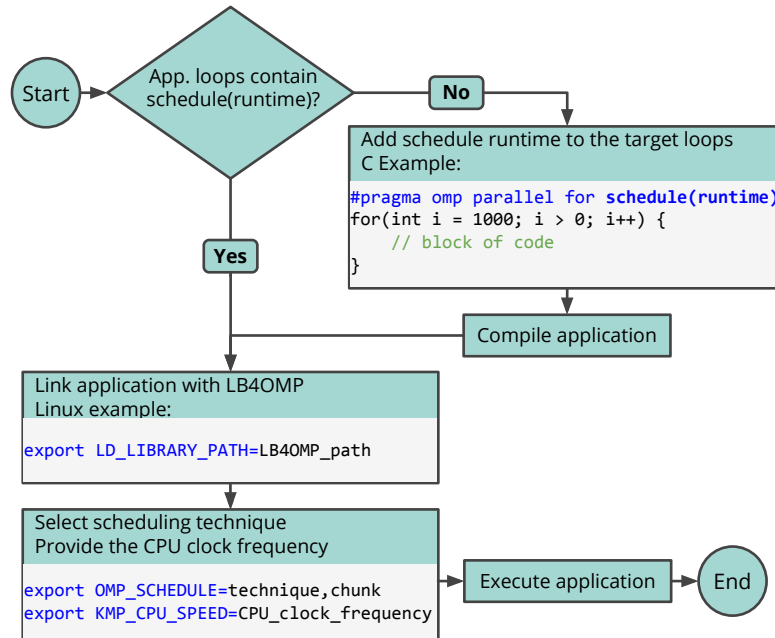 Start
App. loops contain
schedule(runtime)?
No
Add schedule runtime to the target loops
C Example:
#pragma omp parallel for schedule(runtime)
for(int i = 1000; i > 0; i++) {
// block of code
}
Yes
Compile application
Link application with LB4OMP
Linux example:
export LD_LIBRARY_PATH=LB4OMP_path
Select scheduling technique
Provide the CPU clock frequency
export OMP_SCHEDULE=technique,chunk
export KMP_CPU_SPEED=CPU_clock_frequency
Execute application
End